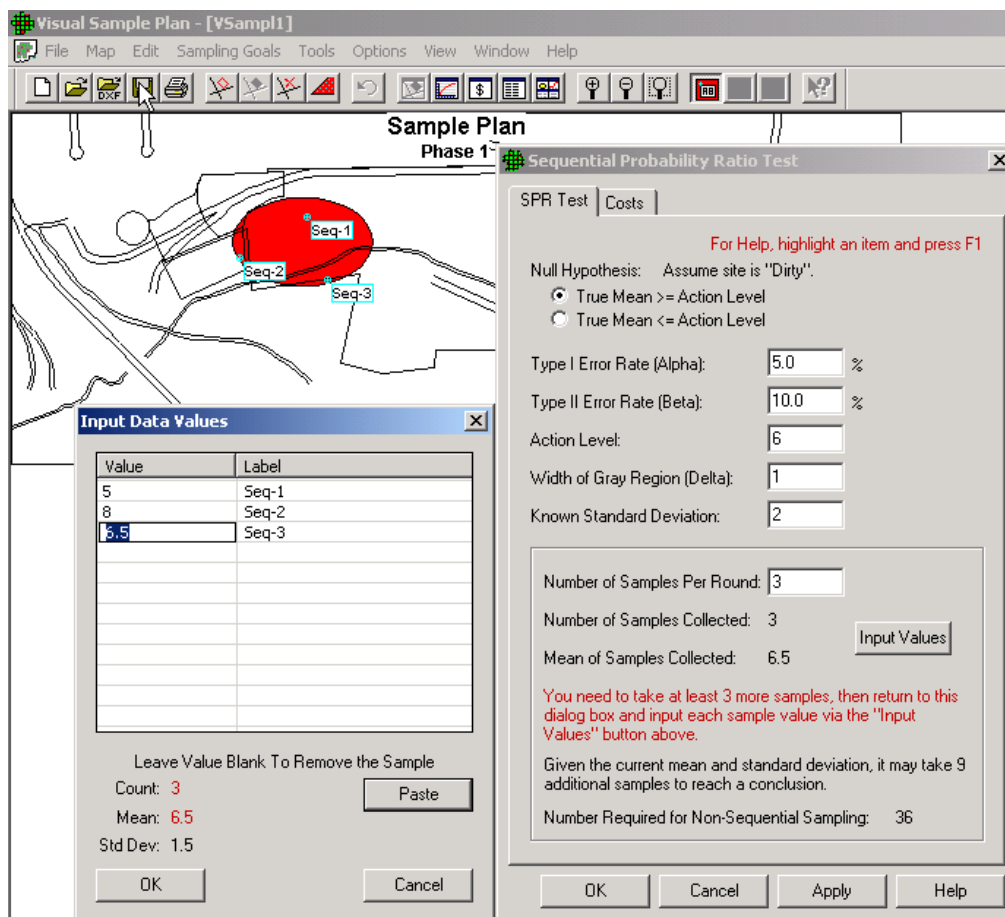 Visual Sample Plan - [VSampl1]
File Map Edit Sampling Goals Tools Options View Window Help
DXF
$
RB
Sample Plan
Phase 1
Seq-1
Seq-2
Seq-3
Input Data Values
Value Label
5 Seq-1
8 Seq-2
6.5 Seq-3
Leave Value Blank To Remove the Sample
Count: 3
Mean: 6.5
Std Dev: 1.5
Paste
OK Cancel
Sequential Probability Ratio Test
SPR Test Costs
For Help, highlight an item and press F1
Null Hypothesis: Assume site is "Dirty".
True Mean >= Action Level
True Mean <= Action Level
Type I Error Rate (Alpha): 5.0 %
Type II Error Rate (Beta): 10.0 %
Action Level: 6
Width of Gray Region (Delta): 1
Known Standard Deviation: 2
Number of Samples Per Round: 3
Number of Samples Collected: 3
Input Values
Mean of Samples Collected: 6.5
You need to take at least 3 more samples, then return to this
dialog box and input each sample value via the "Input
Values" button above.
Given the current mean and standard deviation, it may take 9
additional samples to reach a conclusion.
Number Required for Non-Sequential Sampling: 36
OK Cancel Apply Help